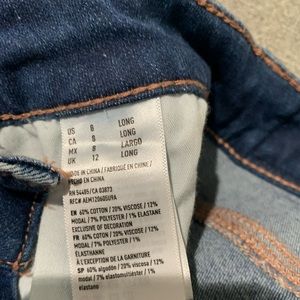 US 8 LONG
CA 8 LONG
MX 8 LARGO
UK 12 LONG
MADE IN CHINA / FABRIQUÉ EN CHINE /
HECHO EN CHINA
RN 54485/CA 03873
RFC# AEM120605U9A
EN 60% COTTON / 20% VISCOSE / 12%
MODAL / 7% POLYESTER / 1% ELASTANE
EXCLUSIVE OF DECORATION
FR 60% COTON / 20% VISCOSE / 12%
MODAL / 7% POLYESTER / 1%
ÉLASTHANNE
À L'EXCEPTION DE LA GARNITURE
SP 60% algodón / 20% viscosa / 12%
modal / 7% elastomultiéster / 1%
elastano